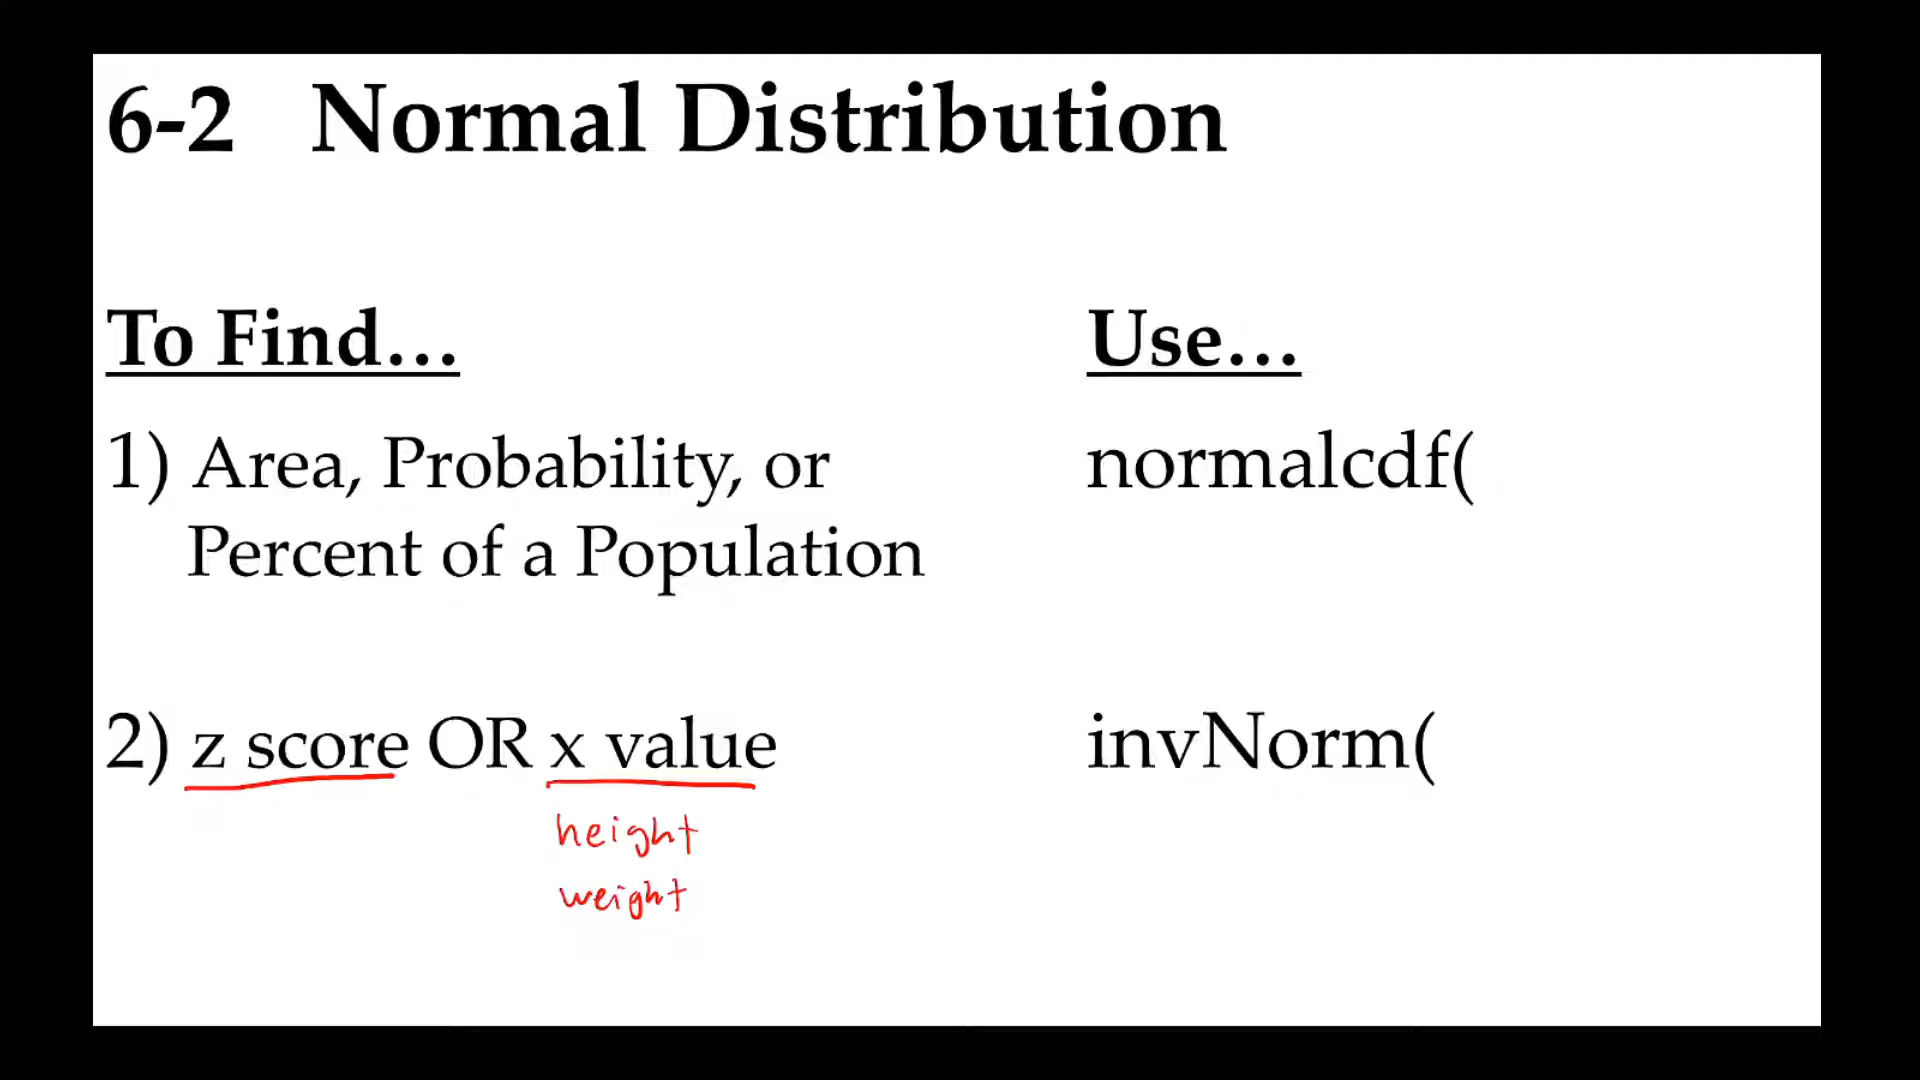 6-2 Normal Distribution
To Find... Use...
1) Area, Probability, or normalcdf(
Percent of a Population
2) z score OR x value invNorm(
height
weight